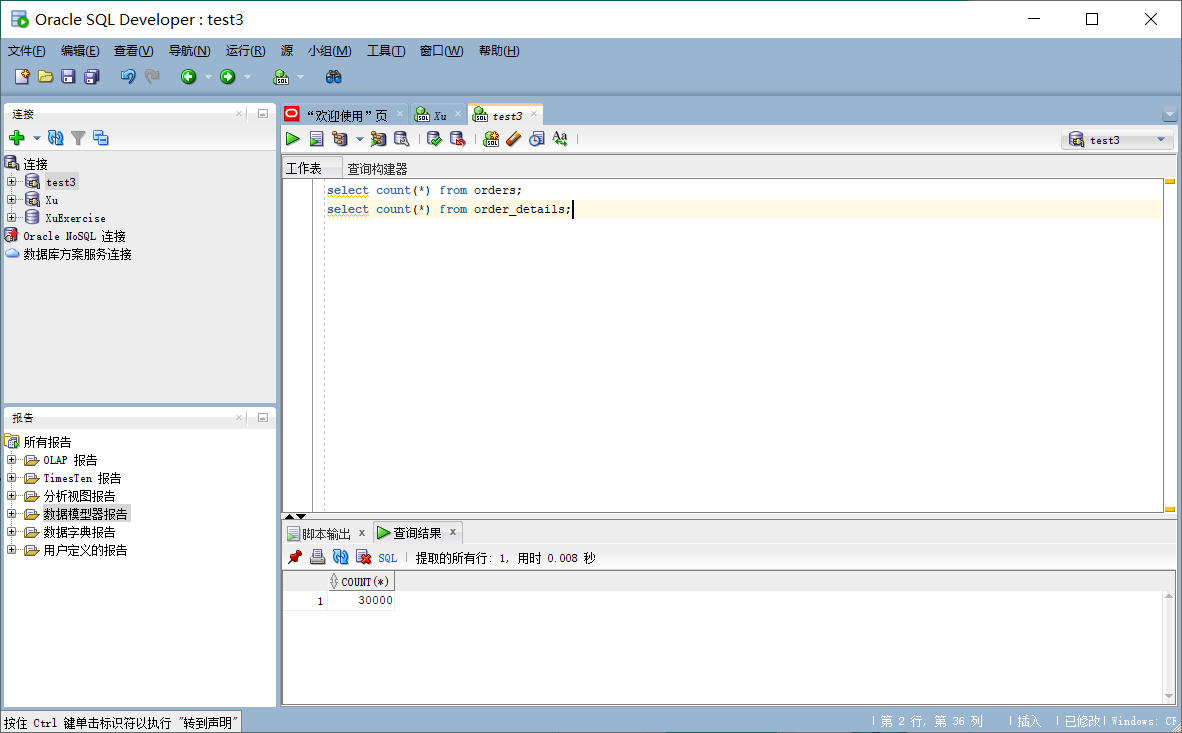 Oracle SQL Developer : test3
文件(F) 编辑(E) 查看(V) 导航(N) 运行(R) 源 小组(M) 工具(T) 窗口(W) 帮助(H)
连接
连接
test3
Xu
XuExercise
Oracle NoSQL 连接
数据库方案服务连接
报告
所有报告
OLAP 报告
TimesTen 报告
分析视图报告
数据模型器报告
数据字典报告
用户定义的报告
“欢迎使用”页 Xu test3
test3
工作表 查询构建器
select count(*) from orders;
select count(*) from order_details;
脚本输出 x 查询结果 x
SQL 提取的所有行: 1, 用时 0.008 秒
COUNT(*)
1 30000
按住 Ctrl 键单击标识符以执行 "转到声明"
第 2 行, 第 36 列 插入 已修改 Windows: CR